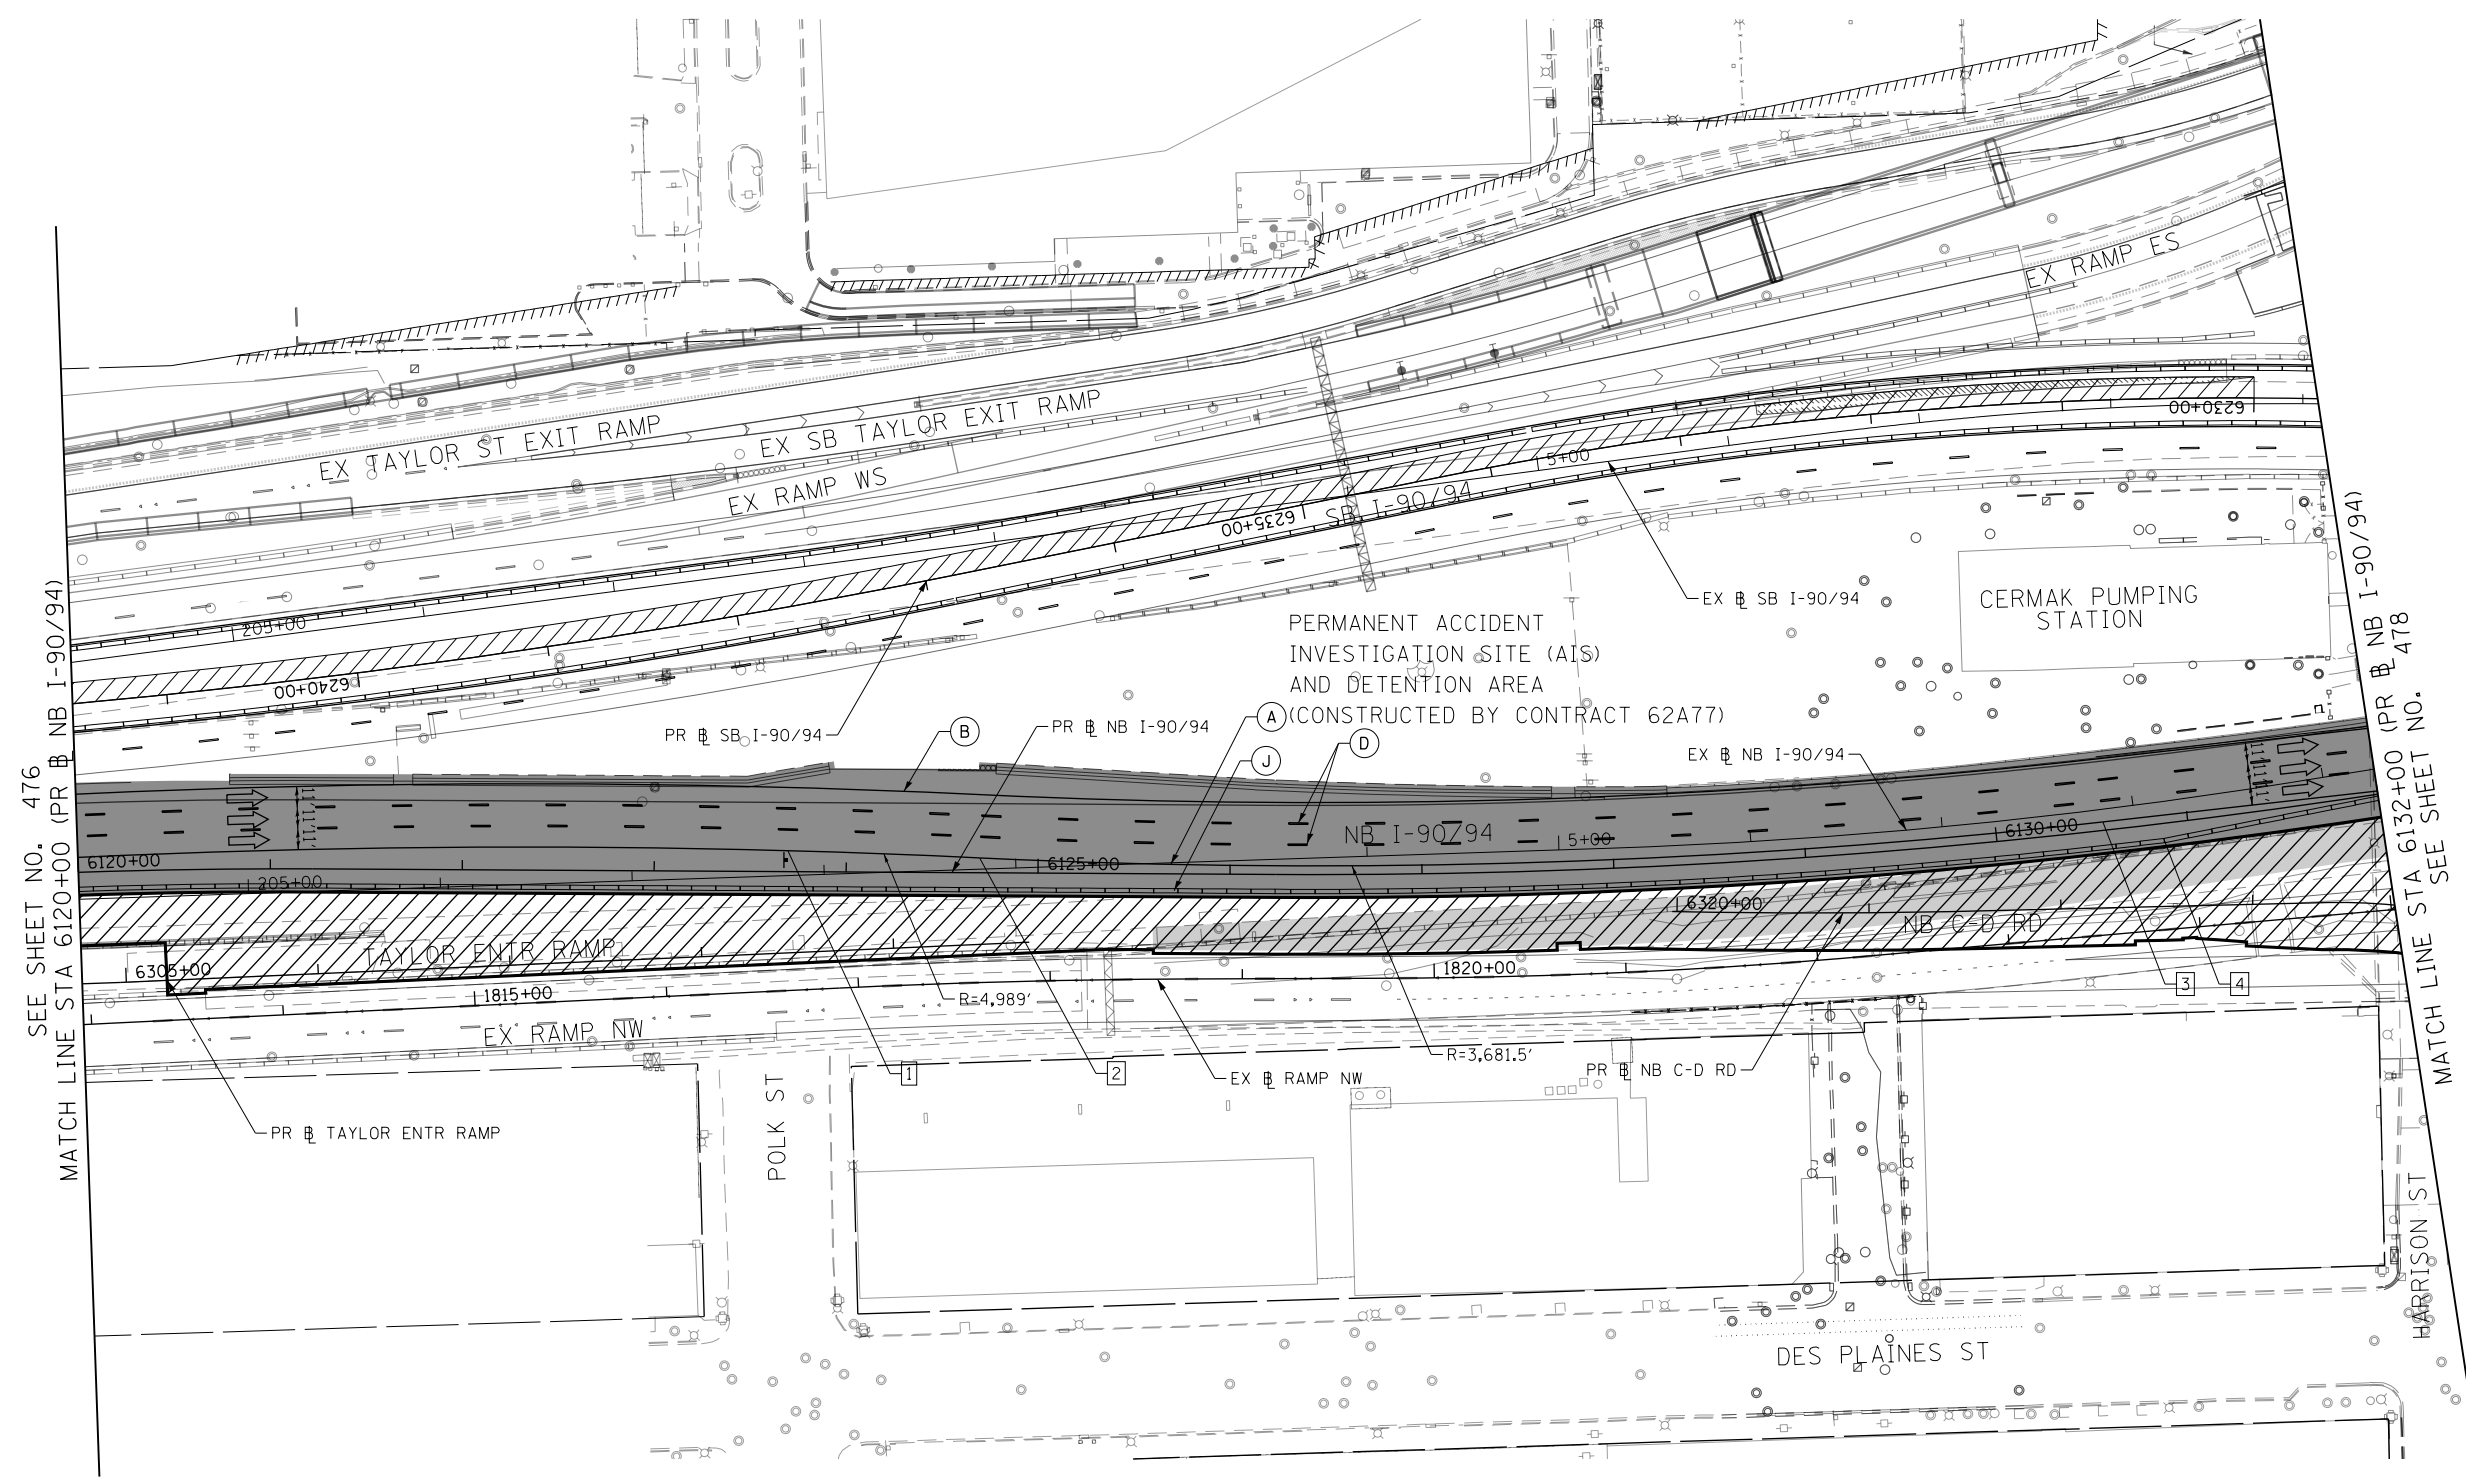 EX RAMP ES
6230+00
EX TAYLOR ST EXIT RAMP
EX SB TAYLOR EXIT RAMP
EX RAMP WS
5+00
6235+00
SB I-90/94
205+00
6240+00
EX ⅊ SB I-90/94
CERMAK PUMPING
STATION
PERMANENT ACCIDENT
INVESTIGATION SITE (AIS)
AND DETENTION AREA
(CONSTRUCTED BY CONTRACT 62A77)
PR ⅊ SB I-90/94
B
PR ⅊ NB I-90/94
A
J
D
EX ⅊ NB I-90/94
11'
11'
11'
11'
11'
11'
NB I-90/94
5+00
6130+00
6120+00
6125+00
205+00
6320+00
NB C-D RD
TAYLOR ENTR RAMP
6305+00
1820+00
1815+00
EX RAMP NW
R=4,989'
1
2
3
4
R=3,681.5'
EX ⅊ RAMP NW
PR ⅊ NB C-D RD
PR ⅊ TAYLOR ENTR RAMP
POLK ST
DES PLAINES ST
HARRISON ST
SEE SHEET NO. 476
MATCH LINE STA 6120+00 (PR ⅊ NB I-90/94)
MATCH LINE STA 6132+00 (PR ⅊ NB I-90/94)
SEE SHEET NO. 478